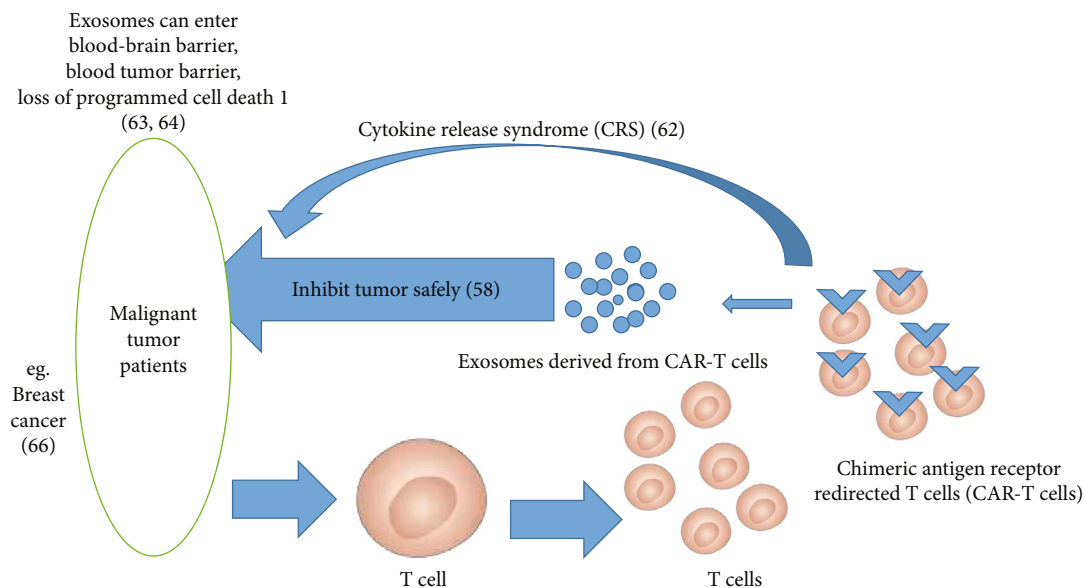 Exosomes can enter
blood-brain barrier,
blood tumor barrier,
loss of programmed cell death 1
(63, 64)
Cytokine release syndrome (CRS) (62)
Inhibit tumor safely (58)
Malignant
tumor
patients
Exosomes derived from CAR-T cells
eg.
Breast
cancer
(66)
Chimeric antigen receptor
redirected T cells (CAR-T cells)
T cell
T cells